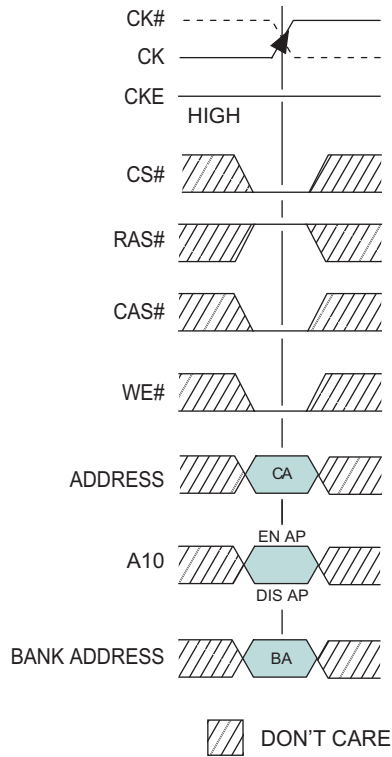 CK#
CK
CKE
HIGH
CS#
RAS#
CAS#
WE#
ADDRESS
CA
EN AP
A10
DIS AP
BANK ADDRESS
BA
DON'T CARE